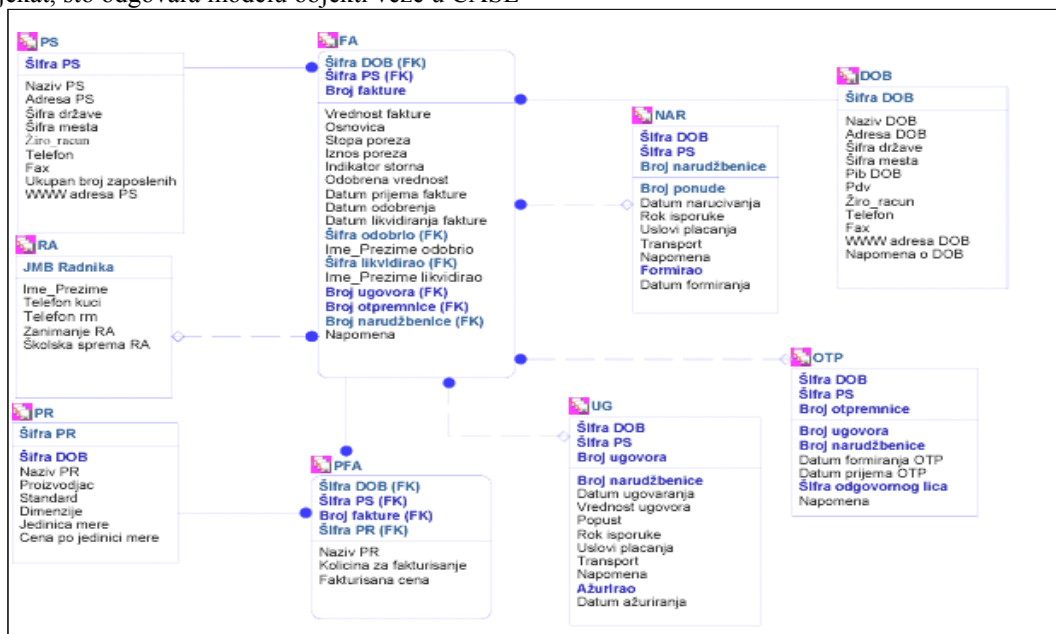 što odgovara modelu objekti veze u CASE
PS
Šifra PS
Naziv PS
Adresa PS
Šifra države
Šifra mesta
Žiro_racun
Telefon
Fax
Ukupan broj zaposlenih
WWW adresa PS
RA
JMB Radnika
Ime_Prezime
Telefon kuci
Telefon rm
Zanimanje RA
Školska sprema RA
PR
Šifra PR
Šifra DOB
Naziv PR
Proizvodjac
Standard
Dimenzije
Jedinica mere
Cena po jedinici mere
FA
Šifra DOB (FK)
Šifra PS (FK)
Broj fakture
Vrednost fakture
Osnovica
Stopa poreza
Iznos poreza
Indikator storna
Odobrena vrednost
Datum prijema fakture
Datum odobrenja
Datum likvidiranja fakture
Šifra odobrio (FK)
Ime_Prezime odobrio
Šifra likvidirao (FK)
Ime_Prezime likvidirao
Broj ugovora (FK)
Broj otpremnice (FK)
Broj narudžbenice (FK)
Napomena
PFA
Šifra DOB (FK)
Šifra PS (FK)
Broj fakture (FK)
Šifra PR (FK)
Naziv PR
Kolicina za fakturisanje
Fakturisana cena
NAR
Šifra DOB
Šifra PS
Broj narudžbenice
Broj ponude
Datum narucivanja
Rok isporuke
Uslovi placanja
Transport
Napomena
Formirao
Datum formiranja
UG
Šifra DOB
Šifra PS
Broj ugovora
Broj narudžbenice
Datum ugovaranja
Vrednost ugovora
Popust
Rok isporuke
Uslovi placanja
Transport
Napomena
Ažurirao
Datum ažuriranja
DOB
Šifra DOB
Naziv DOB
Adresa DOB
Šifra države
Šifra mesta
Pib DOB
Pdv
Žiro_racun
Telefon
Fax
WWW adresa DOB
Napomena o DOB
OTP
Šifra DOB
Šifra PS
Broj otpremnice
Broj ugovora
Broj narudžbenice
Datum formiranja OTP
Datum prijema OTP
Šifra odgovornog lica
Napomena